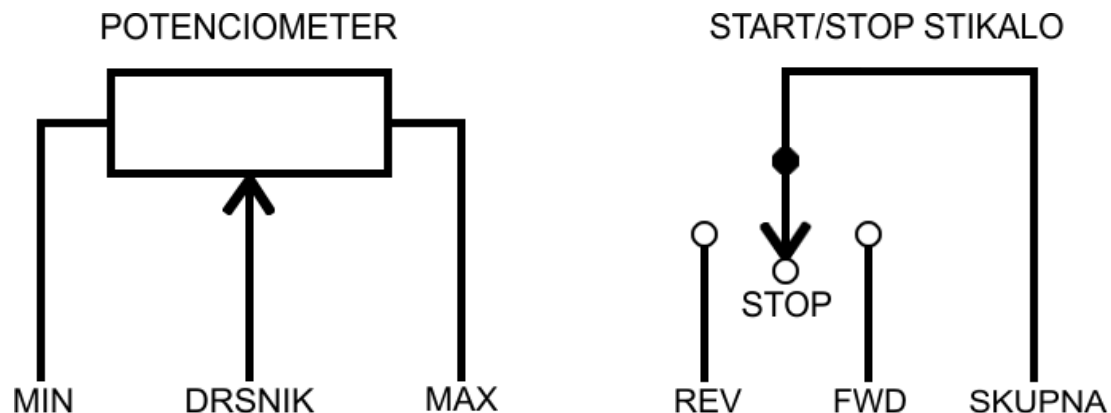 POTENCIOMETER
START/STOP STIKALO
STOP
MIN
DRSNIK
MAX
REV
FWD
SKUPNA